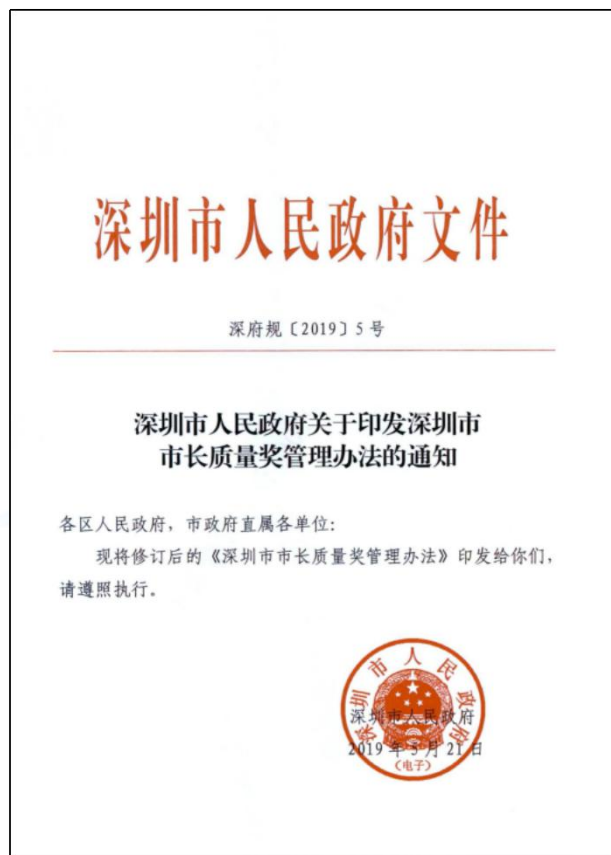 深圳市人民政府文件
深府规〔2019〕5号
深圳市人民政府关于印发深圳市
市长质量奖管理办法的通知
各区人民政府，市政府直属各单位：
现将修订后的《深圳市市长质量奖管理办法》印发给你们，
请遵照执行。
深圳市人民政府
深圳市人民政府
2019年5月21日
（电子）